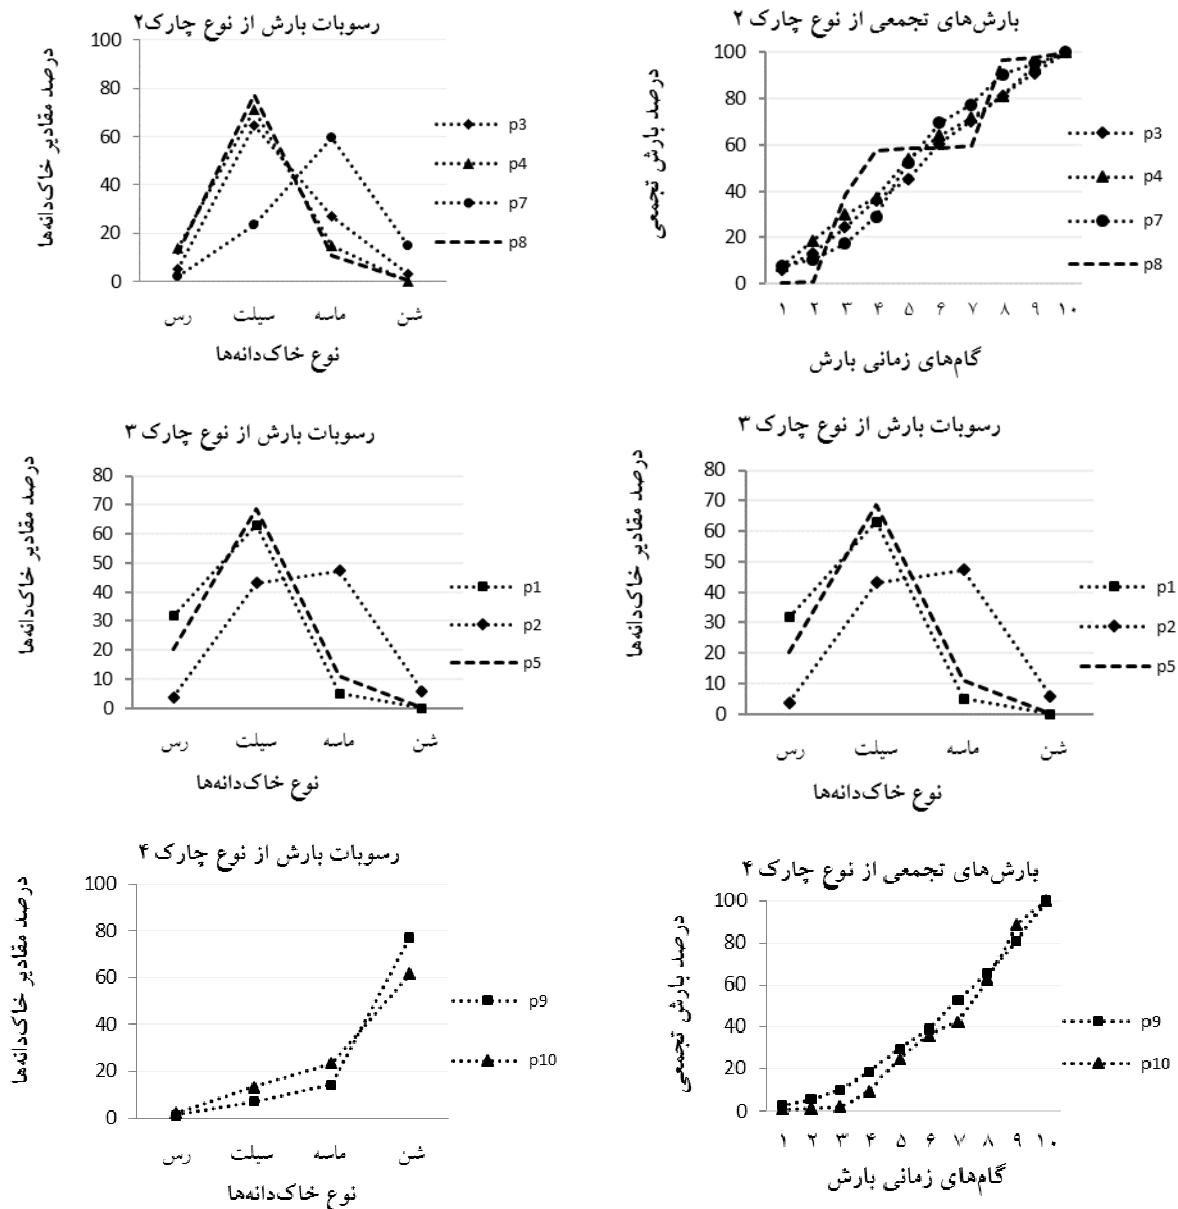 رسوبات بارش از نوع چارک۲
درصد مقادیر خاک‌دانه‌ها
100
80
60
40
20
0
رس سیلت ماسه شن
نوع خاک‌دانه‌ها
p3
p4
p7
p8
بارش‌های تجمعی از نوع چارک ۲
درصد بارش تجمعی
100
80
60
40
20
0
۱ ۲ ۳ ۴ ۵ ۶ ۷ ۸ ۹ ۱۰
گام‌های زمانی بارش
p3
p4
p7
p8
رسوبات بارش از نوع چارک ۳
درصد مقادیر خاک‌دانه‌ها
80
70
60
50
40
30
20
10
0
رس سیلت ماسه شن
نوع خاک‌دانه‌ها
p1
p2
p5
رسوبات بارش از نوع چارک ۳
درصد مقادیر خاک‌دانه‌ها
80
70
60
50
40
30
20
10
0
رس سیلت ماسه شن
نوع خاک‌دانه‌ها
p1
p2
p5
رسوبات بارش از نوع چارک ۴
درصد مقادیر خاک‌دانه‌ها
100
80
60
40
20
0
رس سیلت ماسه شن
نوع خاک‌دانه‌ها
p9
p10
بارش‌های تجمعی از نوع چارک ۴
درصد بارش تجمعی
100
80
60
40
20
0
۱ ۲ ۳ ۴ ۵ ۶ ۷ ۸ ۹ ۱۰
گام‌های زمانی بارش
p9
p10